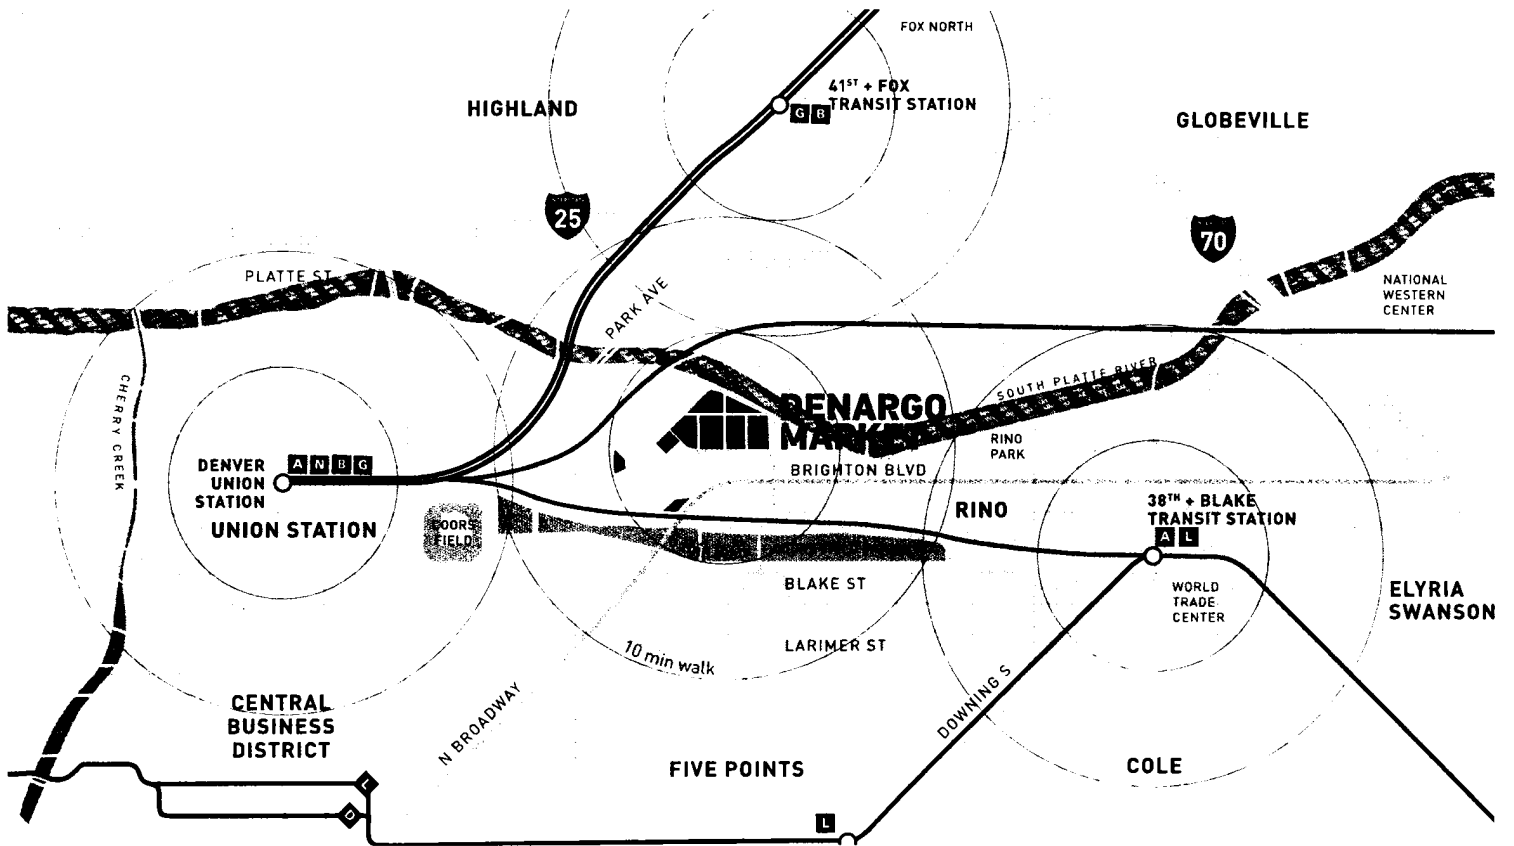 FOX NORTH
41ST + FOX
TRANSIT STATION
G B
HIGHLAND
GLOBEVILLE
25
70
PLATTE ST
PARK AVE
NATIONAL
WESTERN
CENTER
CHERRY CREEK
SOUTH PLATTE RIVER
DENARGO
MARKET
RINO
PARK
BRIGHTON BLVD
DENVER
UNION
STATION
A N B G
UNION STATION
COORS
FIELD
RINO
38TH + BLAKE
TRANSIT STATION
A L
BLAKE ST
WORLD
TRADE
CENTER
ELYRIA
SWANSON
LARIMER ST
10 min walk
DOWNING S
N BROADWAY
CENTRAL
BUSINESS
DISTRICT
FIVE POINTS
COLE
L
D
L